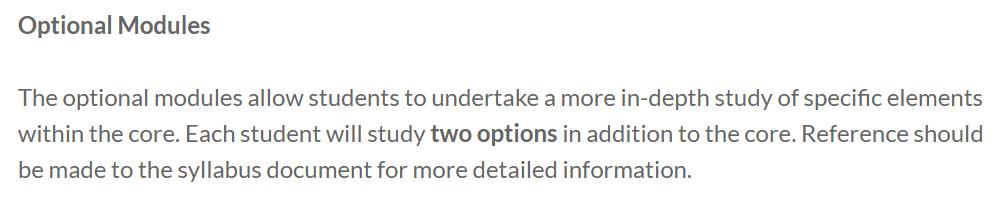 Optional Modules
The optional modules allow students to undertake a more in-depth study of specific elements
within the core. Each student will study two options in addition to the core. Reference should
be made to the syllabus document for more detailed information.